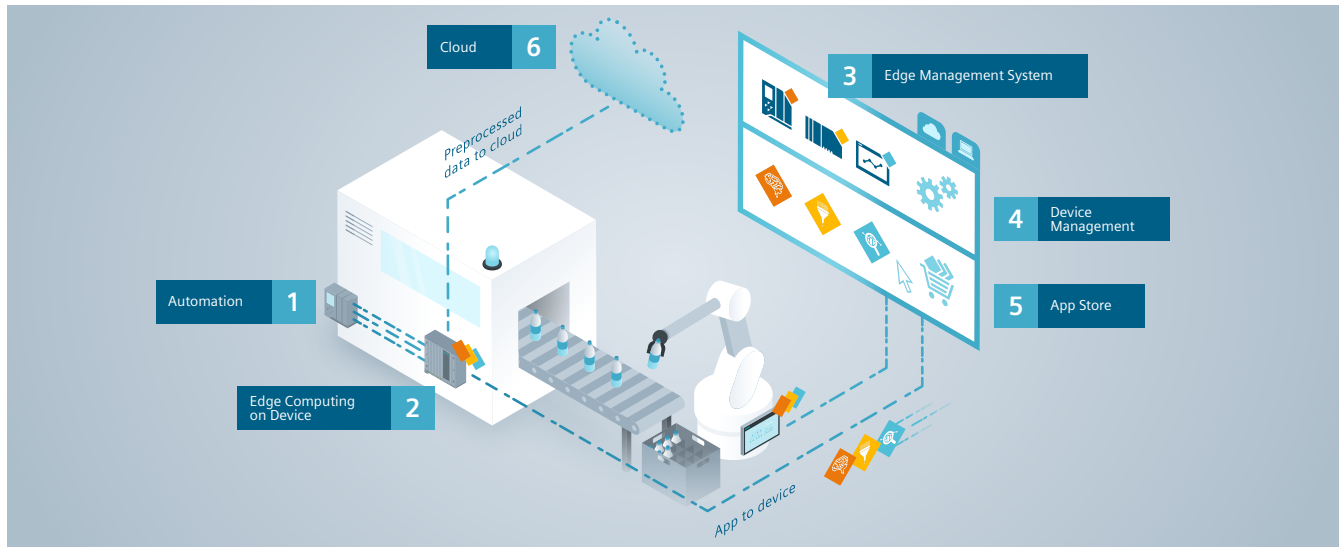 Cloud
6
3
Edge Management System
Preprocessed
data to cloud
4
Device
Management
Automation
1
5
App Store
Edge Computing
on Device
2
App to device